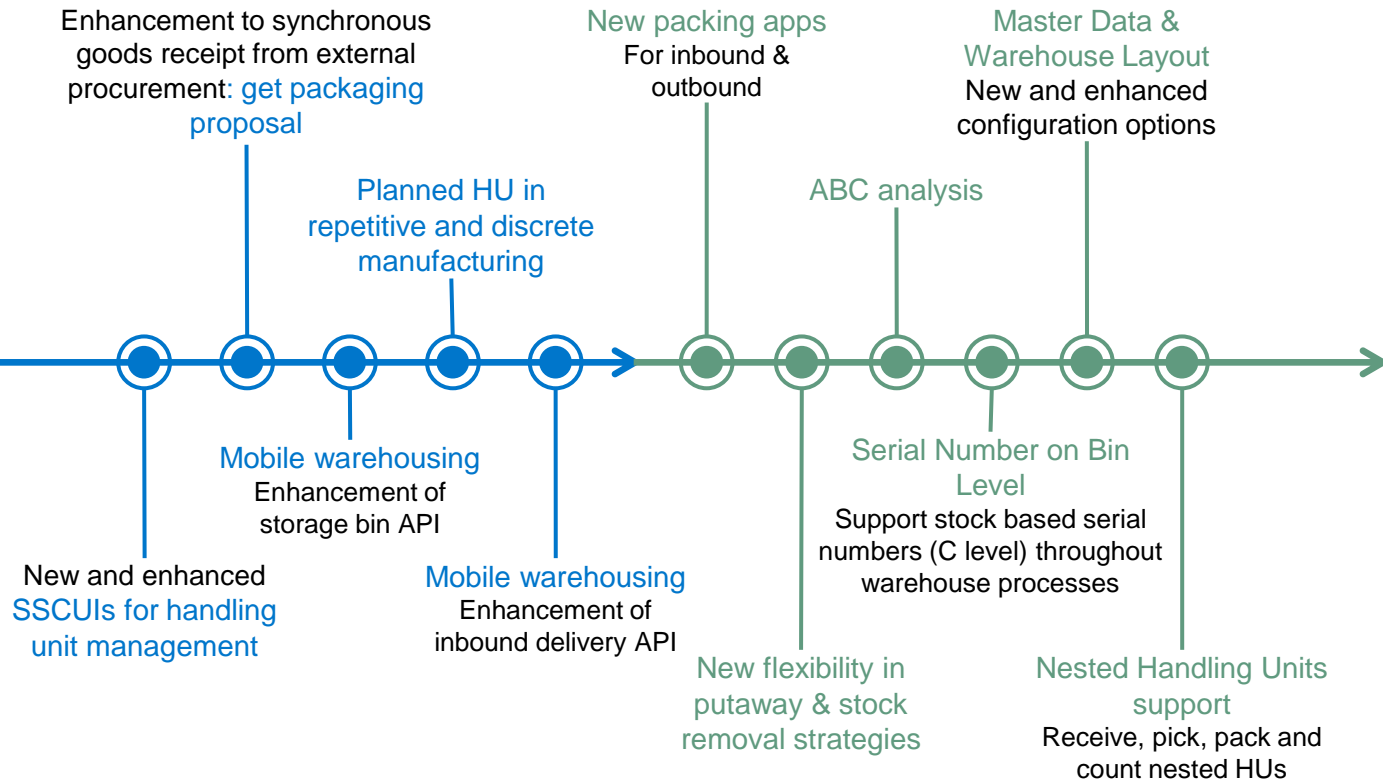 Enhancement to synchronous
goods receipt from external
procurement: get packaging
proposal
New packing apps
For inbound &
outbound
Master Data &
Warehouse Layout
New and enhanced
configuration options
Planned HU in
repetitive and discrete
manufacturing
ABC analysis
Mobile warehousing
Enhancement of
storage bin API
Serial Number on Bin
Level
Support stock based serial
numbers (C level) throughout
warehouse processes
New and enhanced
SSCUIs for handling
unit management
Mobile warehousing
Enhancement of
inbound delivery API
New flexibility in
putaway & stock
removal strategies
Nested Handling Units
support
Receive, pick, pack and
count nested HUs